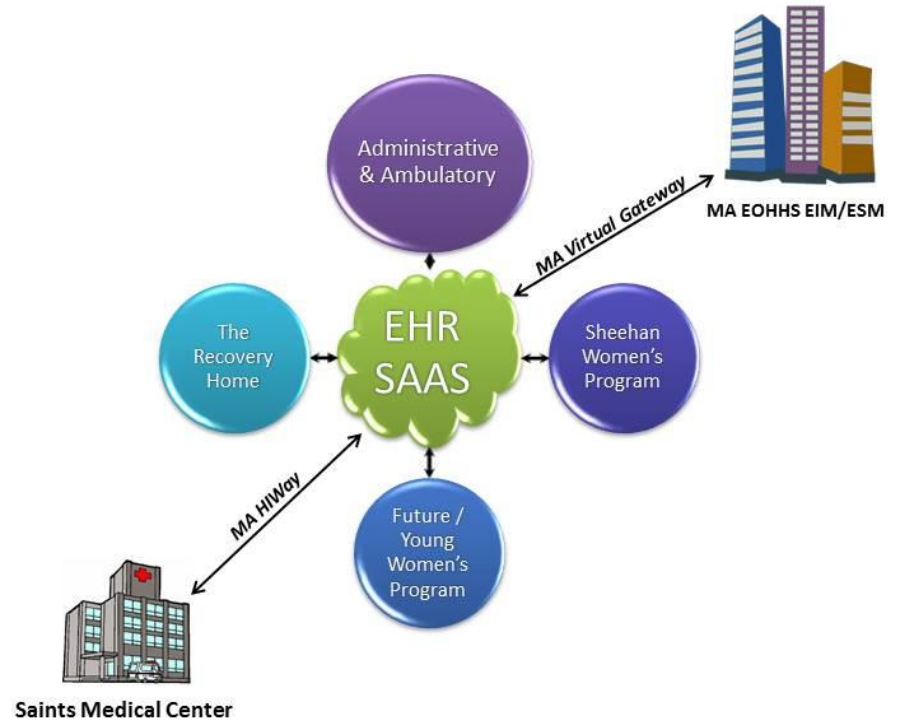 Administrative
& Ambulatory
MA Virtual Gateway
MA EOHHS EIM/ESM
The
Recovery
Home
EHR
SAAS
Sheehan
Women's
Program
MA HIWay
Future /
Young
Women's
Program
Saints Medical Center